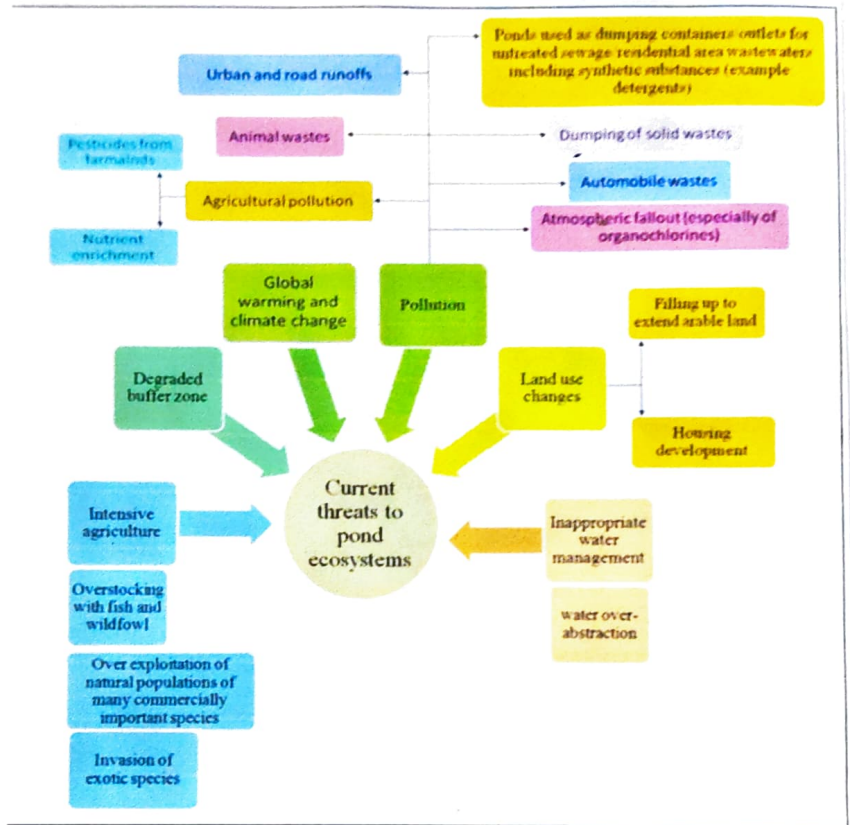 Ponds used as dumping containers outlets for
untreated sewage residential area wastewaters
including synthetic substances (example
detergents)
Urban and road runoffs
Animal wastes
Dumping of solid wastes
Pesticides from
farmalnds
Automobile wastes
Agricultural pollution
Atmospheric fallout (especially of
organochlorines)
Nutrient
enrichment
Global
warming and
climate change
Pollution
Filling up to
extend arable land
Degraded
buffer zone
Land use
changes
Housing
development
Current
threats to
pond
ecosystems
Intensive
agriculture
Inappropriate
water
management
Overstocking
with fish and
wildfowl
water over-
abstraction
Over exploitation of
natural populations of
many commercially
important species
Invasion of
exotic species